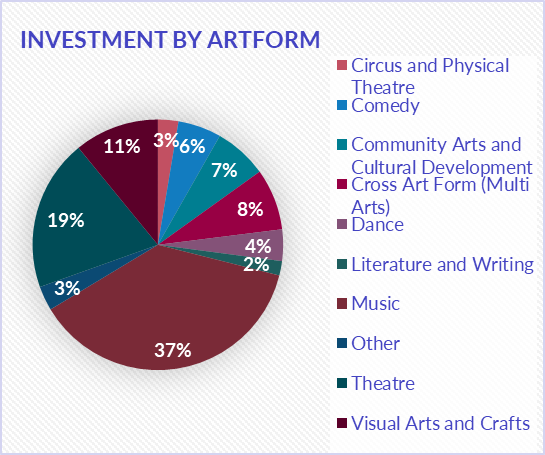 INVESTMENT BY ARTFORM
3%
6%
7%
8%
4%
2%
37%
3%
19%
11%
Circus and Physical
Theatre
Comedy
Community Arts and
Cultural Development
Cross Art Form (Multi
Arts)
Dance
Literature and Writing
Music
Other
Theatre
Visual Arts and Crafts